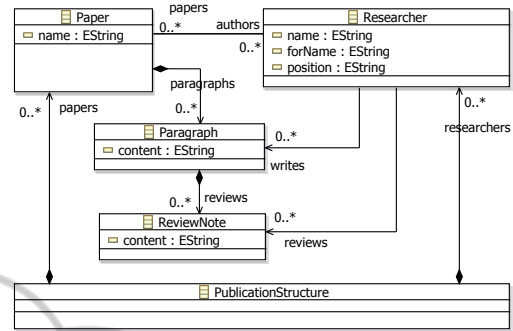 papers
Paper
Researcher
name : EString
0..*
authors
0..*
name : EString
forName : EString
position : EString
paragraphs
0..*
papers
0..*
0..*
researchers
Paragraph
content : EString
0..*
writes
0..*
reviews
ReviewNote
content : EString
0..*
reviews
PublicationStructure